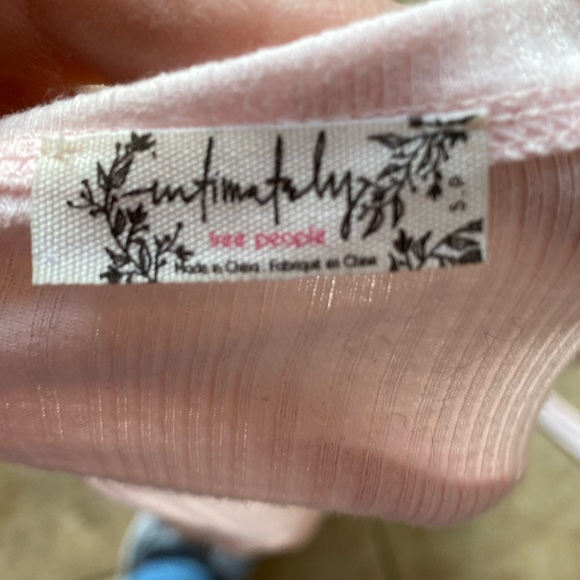 intimately
free people
Made in China . Fabriqué en Chine
S.P